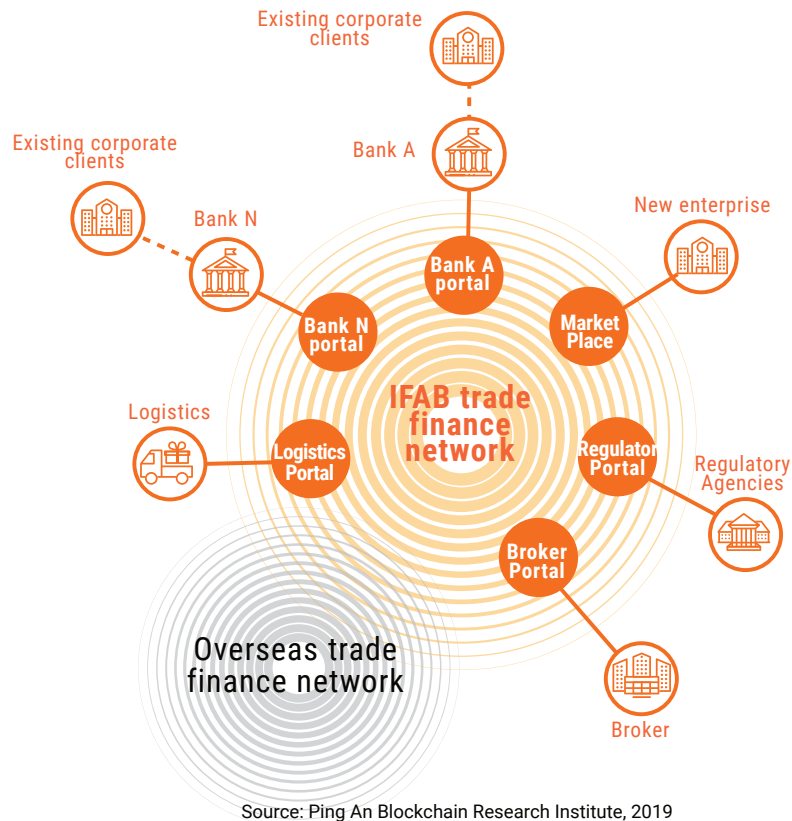 Existing corporate
clients
Bank A
Existing corporate
clients
Bank N
New enterprise
Bank A
portal
Bank N
portal
Market
Place
IFAB trade
finance
network
Logistics
Logistics
Portal
Regulator
Portal
Regulatory
Agencies
Broker
Portal
Overseas trade
finance network
Broker
Source: Ping An Blockchain Research Institute, 2019